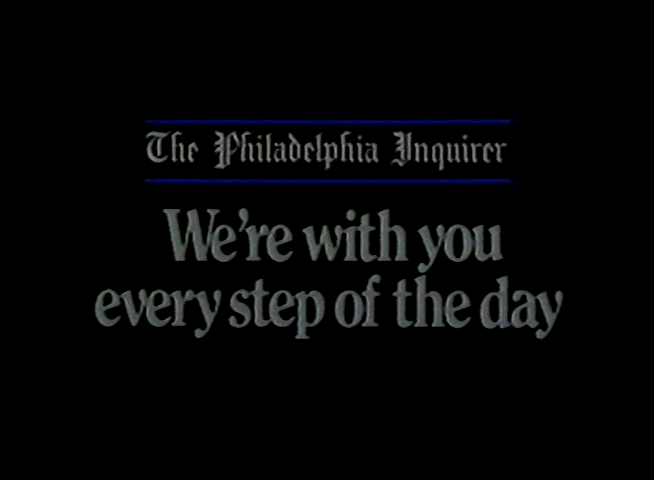 The Philadelphia Inquirer
We're with you
every step of the day